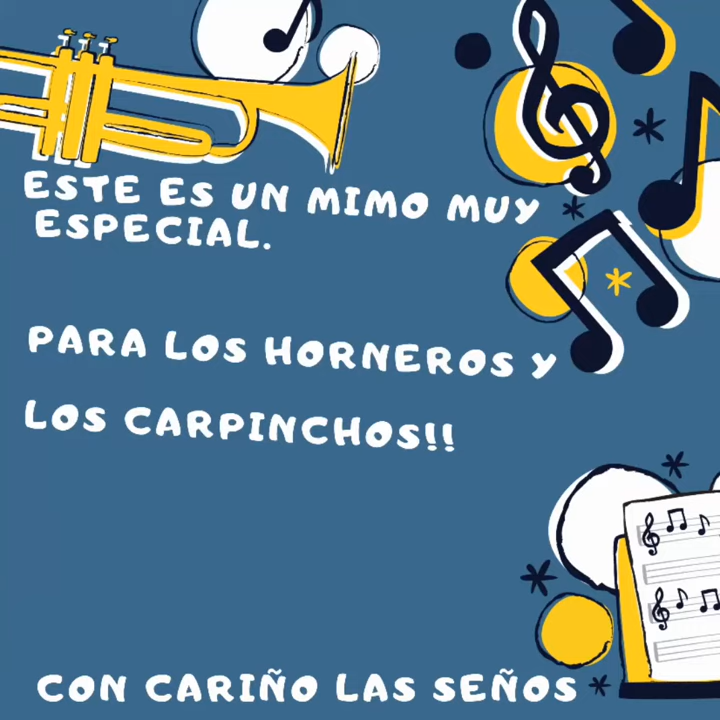 ESTE ES UN MIMO MUY
ESPECIAL.
PARA LOS HORNEROS Y
LOS CARPINCHOS!!
CON CARIÑO LAS SEÑOS